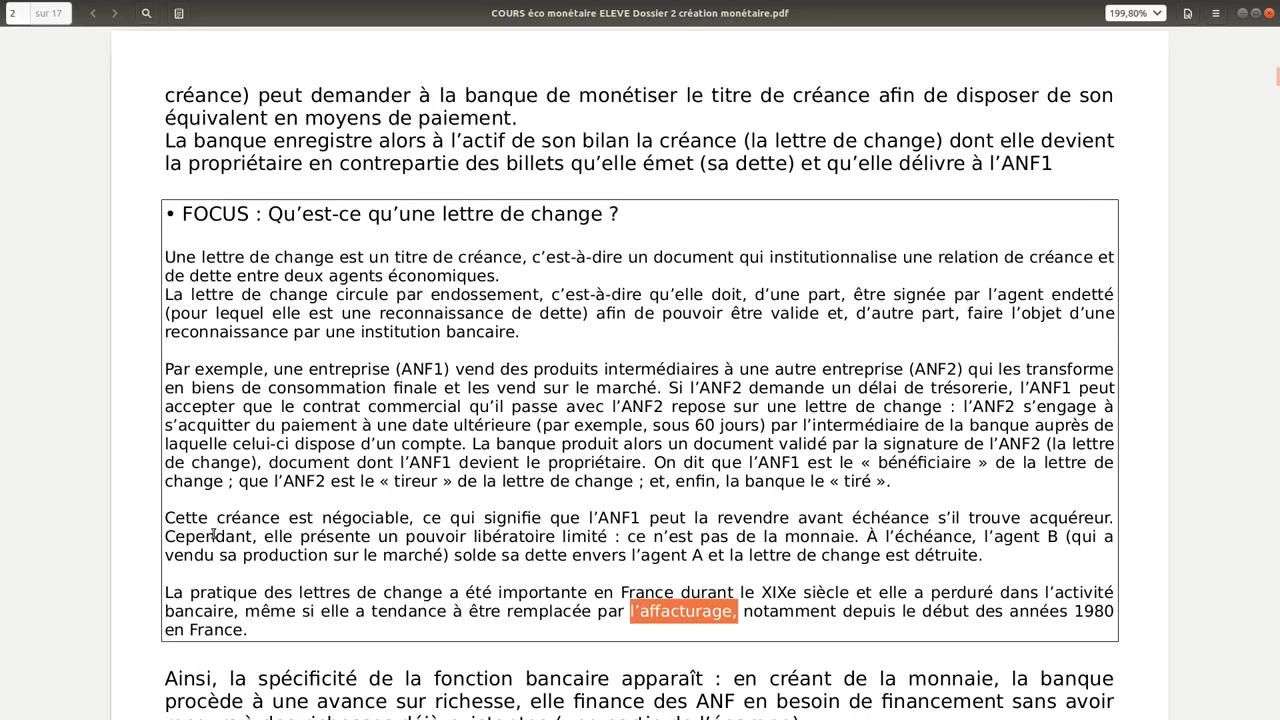 2 sur 17
COURS éco monétaire ELEVE Dossier 2 création monétaire.pdf
199,80%
créance) peut demander à la banque de monétiser le titre de créance afin de disposer de son
équivalent en moyens de paiement.
La banque enregistre alors à l’actif de son bilan la créance (la lettre de change) dont elle devient
la propriétaire en contrepartie des billets qu’elle émet (sa dette) et qu’elle délivre à l’ANF1
• FOCUS : Qu’est-ce qu’une lettre de change ?
Une lettre de change est un titre de créance, c’est-à-dire un document qui institutionnalise une relation de créance et
de dette entre deux agents économiques.
La lettre de change circule par endossement, c’est-à-dire qu’elle doit, d’une part, être signée par l’agent endetté
(pour lequel elle est une reconnaissance de dette) afin de pouvoir être valide et, d’autre part, faire l’objet d’une
reconnaissance par une institution bancaire.
Par exemple, une entreprise (ANF1) vend des produits intermédiaires à une autre entreprise (ANF2) qui les transforme
en biens de consommation finale et les vend sur le marché. Si l’ANF2 demande un délai de trésorerie, l’ANF1 peut
accepter que le contrat commercial qu’il passe avec l’ANF2 repose sur une lettre de change : l’ANF2 s’engage à
s’acquitter du paiement à une date ultérieure (par exemple, sous 60 jours) par l’intermédiaire de la banque auprès de
laquelle celui-ci dispose d’un compte. La banque produit alors un document validé par la signature de l’ANF2 (la lettre
de change), document dont l’ANF1 devient le propriétaire. On dit que l’ANF1 est le « bénéficiaire » de la lettre de
change ; que l’ANF2 est le « tireur » de la lettre de change ; et, enfin, la banque le « tiré ».
Cette créance est négociable, ce qui signifie que l’ANF1 peut la revendre avant échéance s’il trouve acquéreur.
Cependant, elle présente un pouvoir libératoire limité : ce n’est pas de la monnaie. À l’échéance, l’agent B (qui a
vendu sa production sur le marché) solde sa dette envers l’agent A et la lettre de change est détruite.
La pratique des lettres de change a été importante en France durant le XIXe siècle et elle a perduré dans l’activité
bancaire, même si elle a tendance à être remplacée par l’affacturage, notamment depuis le début des années 1980
en France.
Ainsi, la spécificité de la fonction bancaire apparaît : en créant de la monnaie, la banque
procède à une avance sur richesse, elle finance des ANF en besoin de financement sans avoir